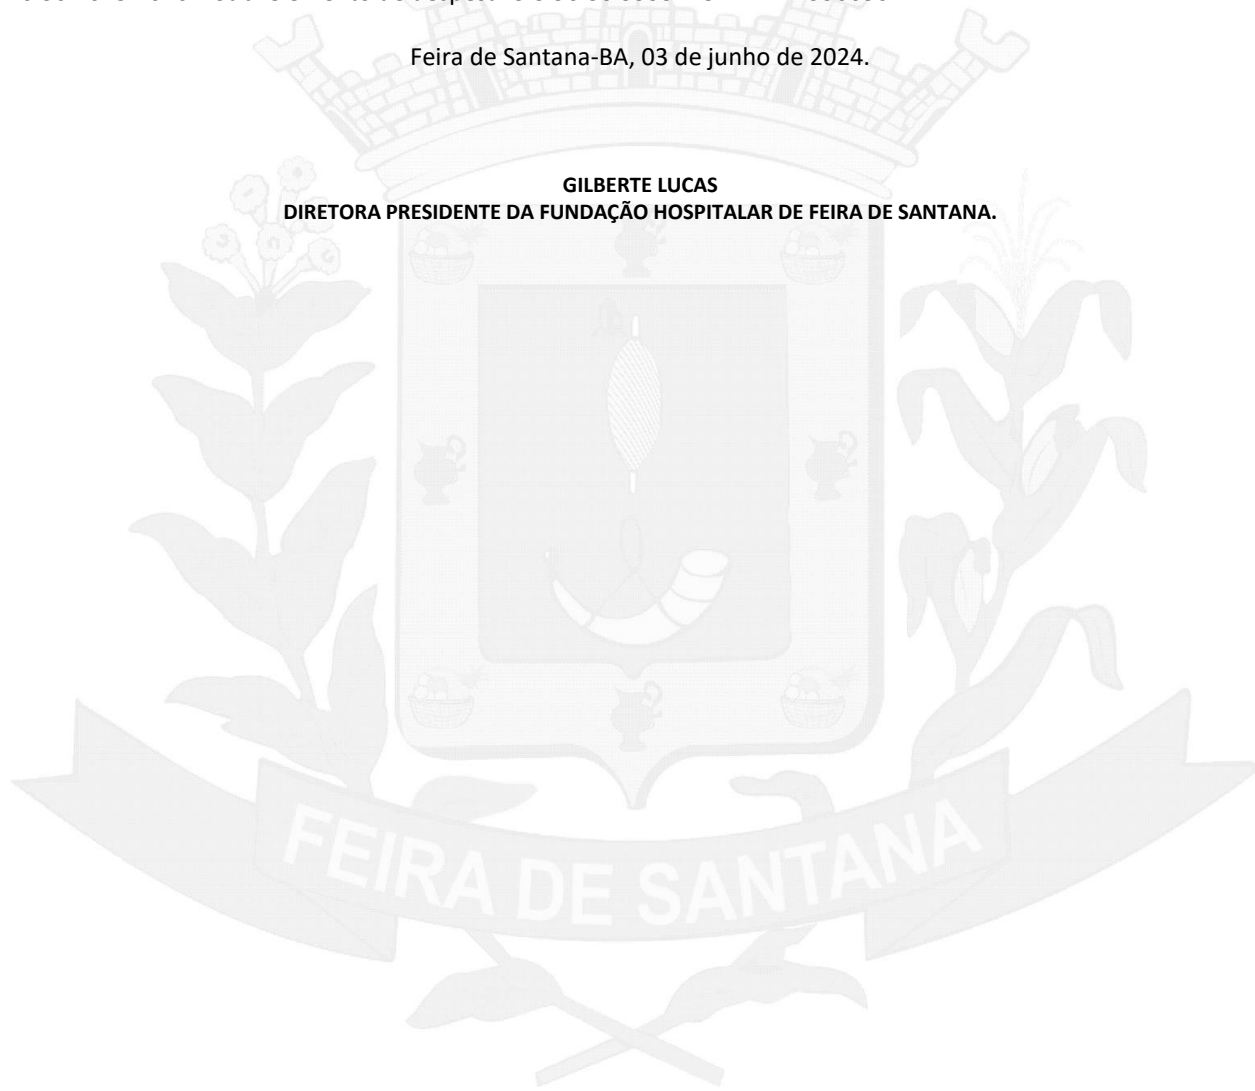 Feira de Santana-BA, 03 de junho de 2024.
GILBERTE LUCAS
DIRETORA PRESIDENTE DA FUNDAÇÃO HOSPITALAR DE FEIRA DE SANTANA.
FEIRA DE SANTANA